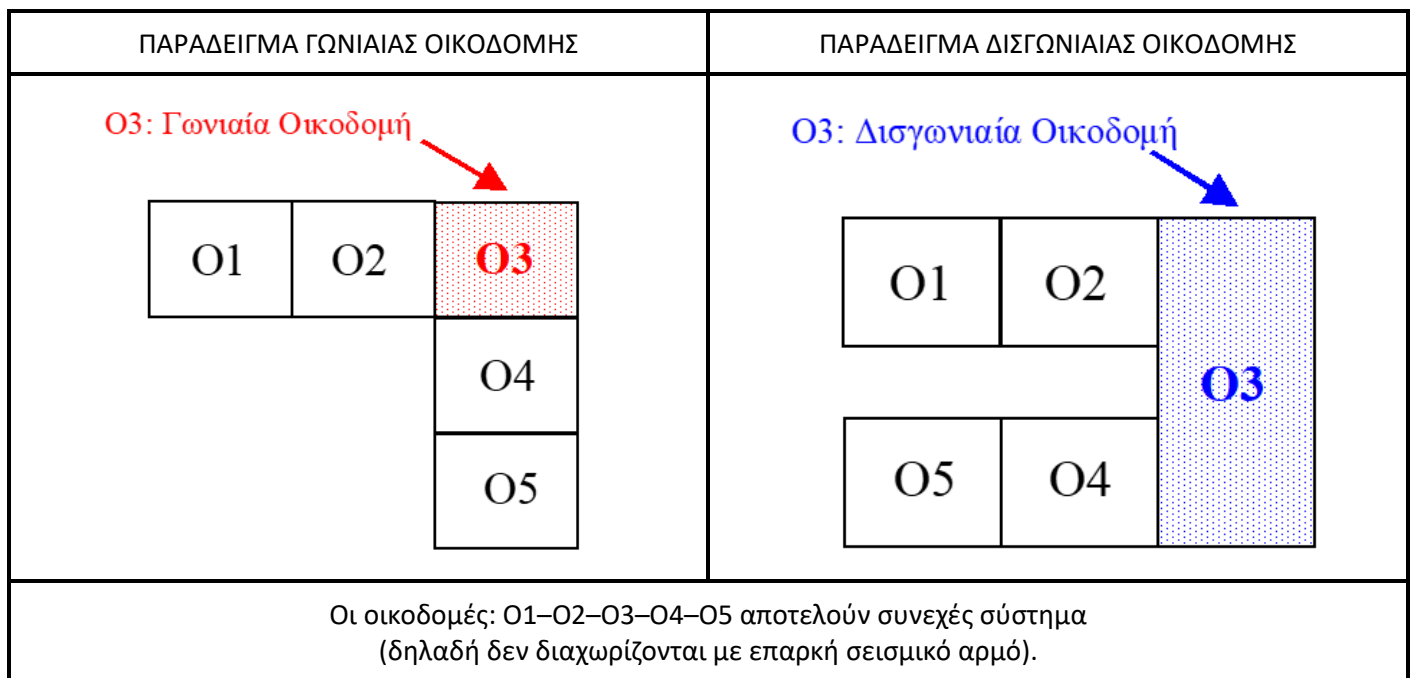 ΠΑΡΑΔΕΙΓΜΑ ΓΩΝΙΑΙΑΣ ΟΙΚΟΔΟΜΗΣ
ΠΑΡΑΔΕΙΓΜΑ ΔΙΣΓΩΝΙΑΙΑΣ ΟΙΚΟΔΟΜΗΣ
Ο3: Γωνιαία Οικοδομή
Ο1 Ο2 Ο3
Ο4
Ο5
Ο3: Δισγωνιαία Οικοδομή
Ο1 Ο2
Ο3
Ο5 Ο4
Οι οικοδομές: Ο1–Ο2–Ο3–Ο4–Ο5 αποτελούν συνεχές σύστημα
(δηλαδή δεν διαχωρίζονται με επαρκή σεισμικό αρμό).